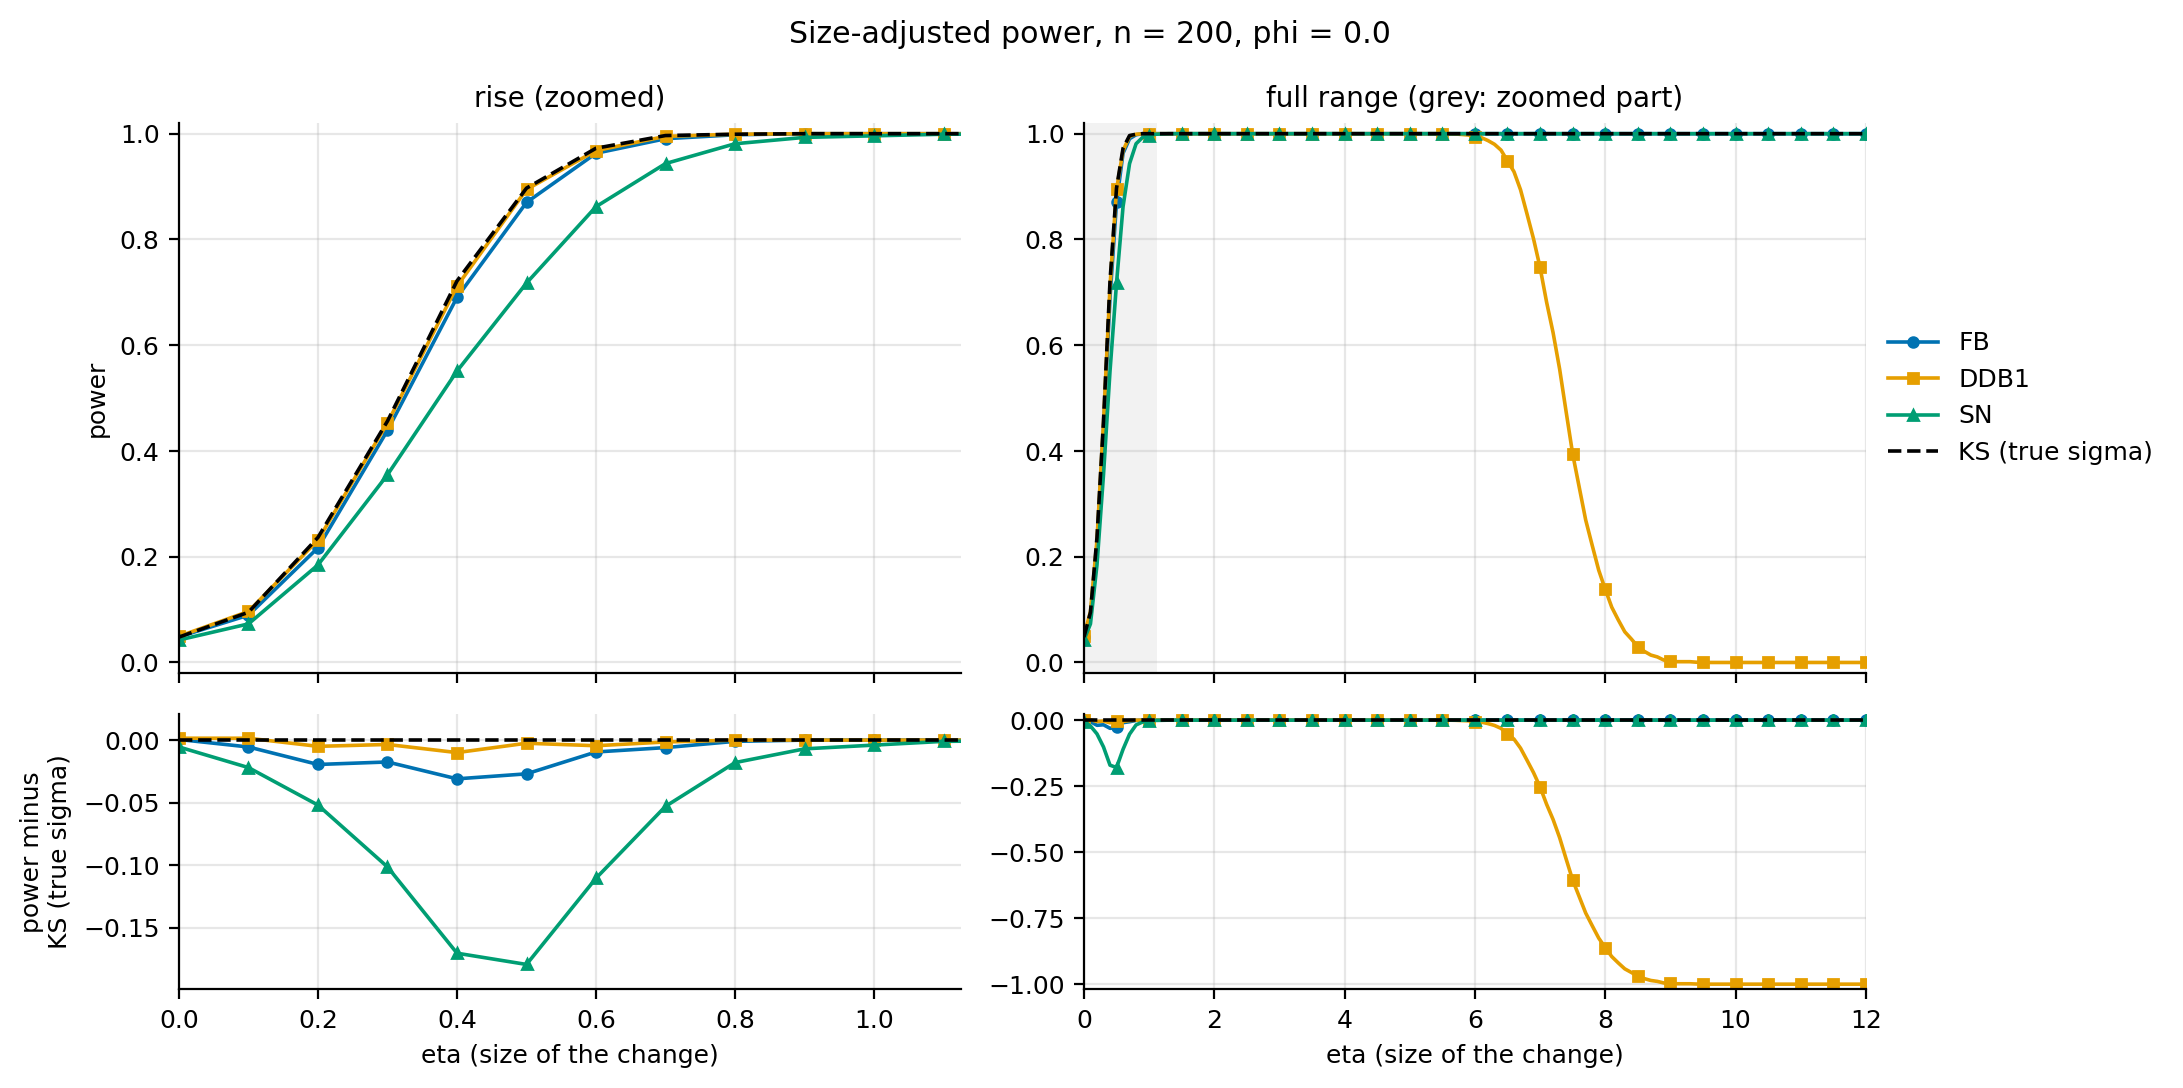 Size-adjusted power, n = 200, phi = 0.0
rise (zoomed)
1.0
0.8
0.6
0.4
0.2
0.0
power
full range (grey: zoomed part)
1.0
0.8
0.6
0.4
0.2
0.0
FB
DDB1
SN
KS (true sigma)
0.00
−0.05
−0.10
−0.15
power minus
KS (true sigma)
0.0 0.2 0.4 0.6 0.8 1.0
eta (size of the change)
0.00
−0.25
−0.50
−0.75
−1.00
0 2 4 6 8 10 12
eta (size of the change)